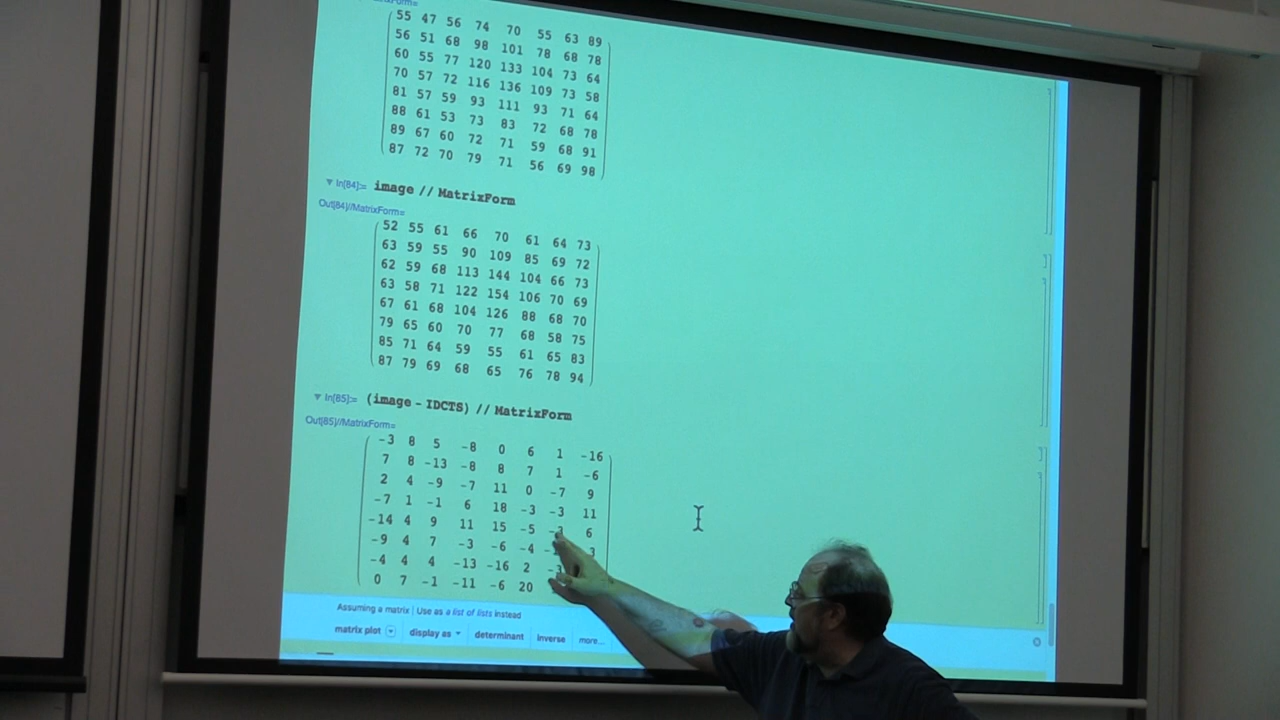 55 47 56 74 70 55 63 89
56 51 68 98 101 78 68 78
60 55 77 120 133 104 73 64
70 57 72 116 136 109 73 58
81 57 59 93 111 93 71 64
88 61 53 73 83 72 68 78
89 67 60 72 71 59 68 91
87 72 70 79 71 56 69 98
In[84]:= image // MatrixForm
Out[84]//MatrixForm=
52 55 61 66 70 61 64 73
63 59 55 90 109 85 69 72
62 59 68 113 144 104 66 73
63 58 71 122 154 106 70 69
67 61 68 104 126 88 68 70
79 65 60 70 77 68 58 75
85 71 64 59 55 61 65 83
87 79 69 68 65 76 78 94
In[85]:= (image - IDCTS) // MatrixForm
Out[85]//MatrixForm=
-3 8 5 -8 0 6 1 -16
7 8 -13 -8 8 7 1 -6
2 4 -9 -7 11 0 -7 9
-7 1 -1 6 18 -3 -3 11
-14 4 9 11 15 -5 6
-9 4 7 -3 -6 -4
-4 4 4 -13 -16 2
0 7 -1 -11 -6 20
Assuming a matrix | Use as a list of lists instead
matrix plot display as determinant inverse more...